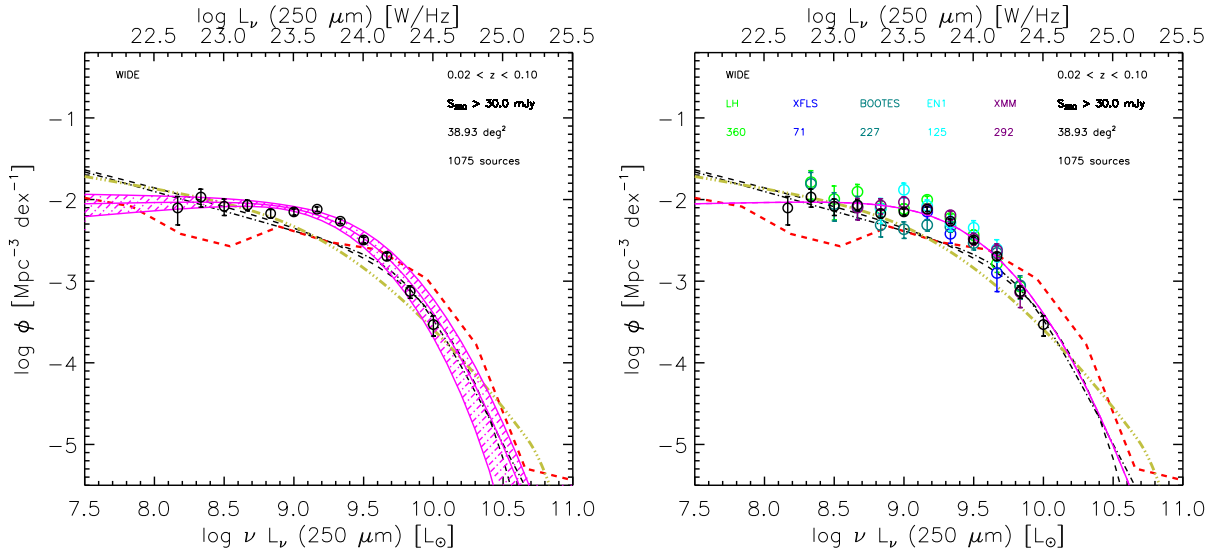 log L_ν (250 μm) [W/Hz]
22.5 23.0 23.5 24.0 24.5 25.0
WIDE
0.02 < z < 0.10
> 30.0 mJy
38.93 deg²
1075 sources
-1
-2
-3
-4
-5
log φ [Mpc⁻³ dex⁻¹]
7.5 8.0 8.5 9.0 9.5 10.0 10.5 11.0
log ν L_ν (250 μm) [L_⊙]
log L_ν (250 μm) [W/Hz]
22.5 23.0 23.5 24.0 24.5 25.0
WIDE
0.02 < z < 0.10
LH XFLS BOOTES EN1 XMM > 30.0 mJy
360 71 227 125 292 38.93 deg²
1075 sources
-1
-2
-3
-4
-5
log φ [Mpc⁻³ dex⁻¹]
7.5 8.0 8.5 9.0 9.5 10.0 10.5 11.0
log ν L_ν (250 μm) [L_⊙]